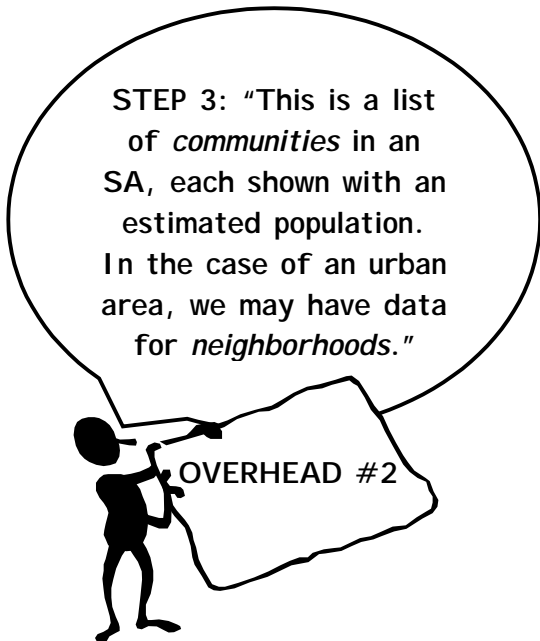 STEP 3: "This is a list
of communities in an
SA, each shown with an
estimated population.
In the case of an urban
area, we may have data
for neighborhoods."
OVERHEAD #2